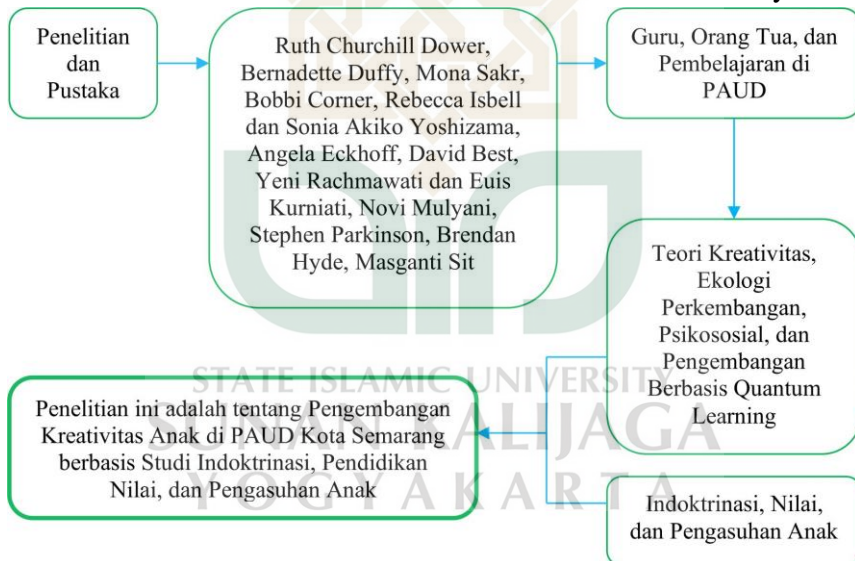 Penelitian
dan
Pustaka
Ruth Churchill Dower,
Bernadette Duffy, Mona Sakr,
Bobbi Corner, Rebecca Isbell
dan Sonia Akiko Yoshizama,
Angela Eckhoff, David Best,
Yeni Rachmawati dan Euis
Kurniati, Novi Mulyani,
Stephen Parkinson, Brendan
Hyde, Masganti Sit
Guru, Orang Tua, dan
Pembelajaran di
PAUD
Teori Kreativitas,
Ekologi
Perkembangan,
Psikososial, dan
Pengembangan
Berbasis Quantum
Learning
Penelitian ini adalah tentang Pengembangan
Kreativitas Anak di PAUD Kota Semarang
berbasis Studi Indoktrinasi, Pendidikan
Nilai, dan Pengasuhan Anak
Indoktrinasi, Nilai,
dan Pengasuhan Anak
STATE ISLAMIC UNIVERSITY
SUNAN KALIJAGA
YOGYAKARTA